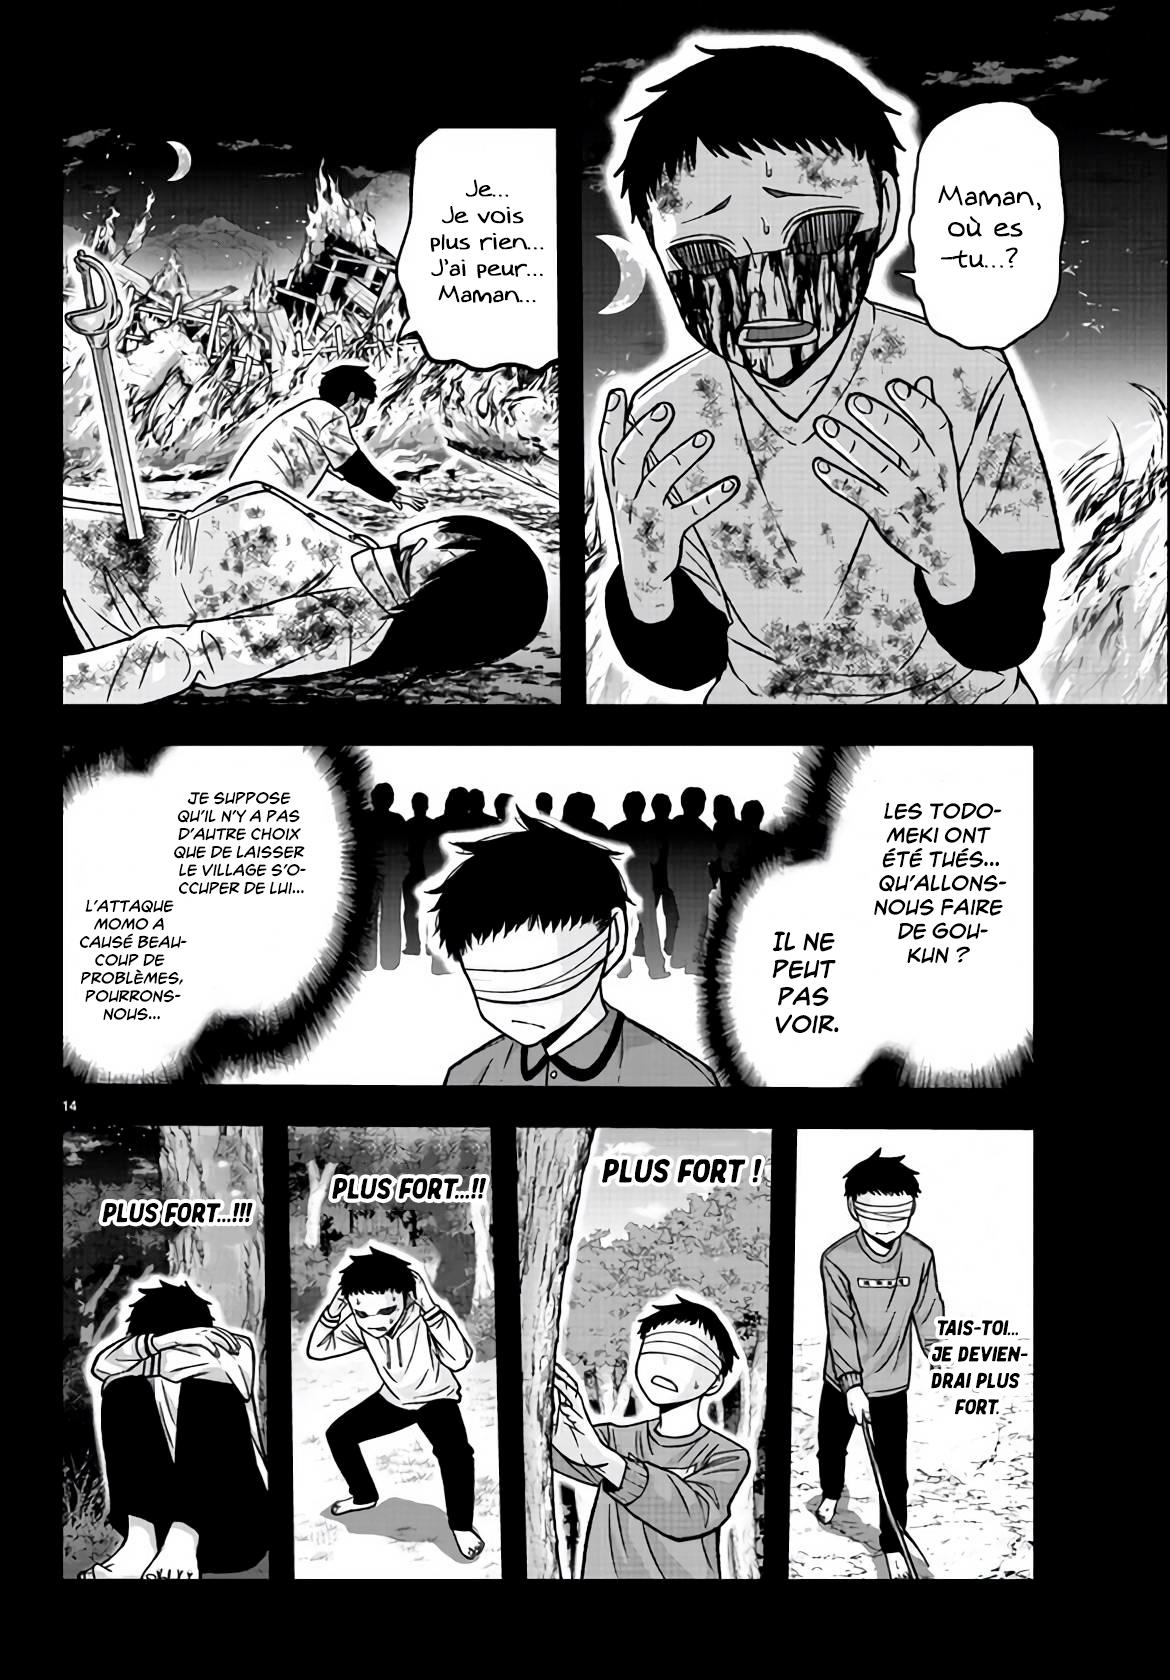 Maman,
où es
-tu...?
Je...
Je vois
plus rien...
J'ai peur...
Maman...
LES TODO-
MEKI ONT
ÉTÉ TUÉS...
QU'ALLONS-
NOUS FAIRE
DE GOU-
KUN ?
IL NE
PEUT
PAS
VOIR.
JE SUPPOSE
QU'IL N'Y A PAS
D'AUTRE CHOIX
QUE DE LAISSER
LE VILLAGE S'O-
CCUPER DE LUI...
L'ATTAQUE
MOMO A
CAUSÉ BEAU-
COUP DE
PROBLÈMES,
POURRONS-
NOUS...
14
TAIS-TOI...
JE DEVIEN-
DRAI PLUS
FORT.
PLUS FORT !
PLUS FORT...!!
PLUS FORT...!!!